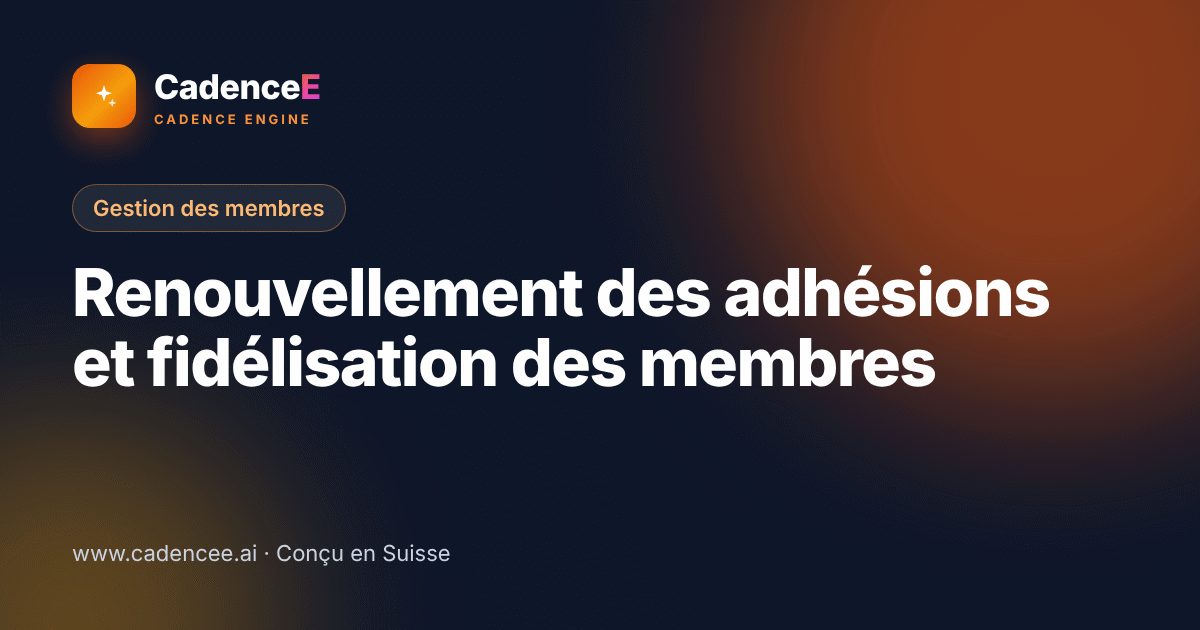 CadenceE
CADENCE ENGINE
Gestion des membres
Renouvellement des adhésions
et fidélisation des membres
www.cadencee.ai · Conçu en Suisse